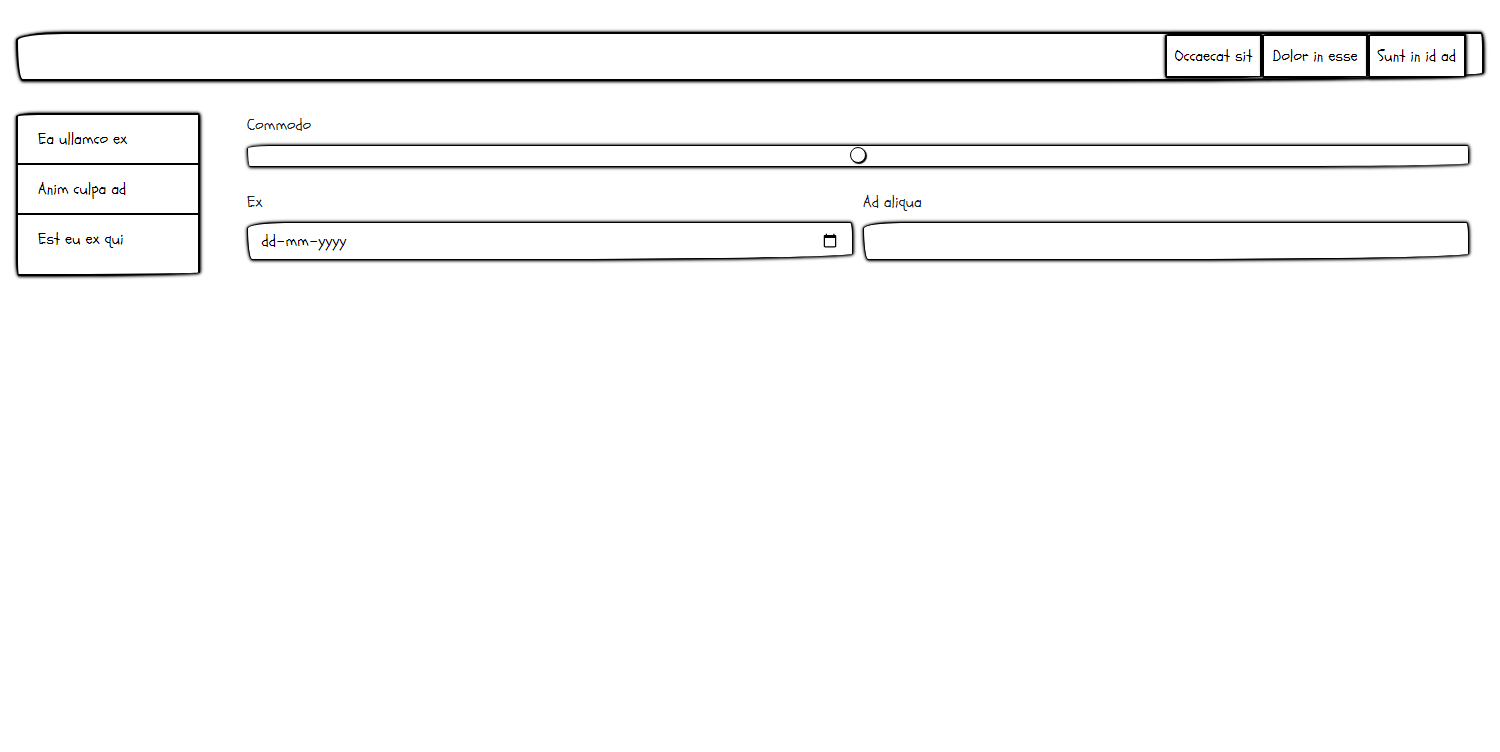 Occaecat sit Dolor in esse Sunt in id ad
Ea ullamco ex
Anim culpa ad
Est eu ex qui
Commodo
Ex
dd-mm-yyyy
Ad aliqua